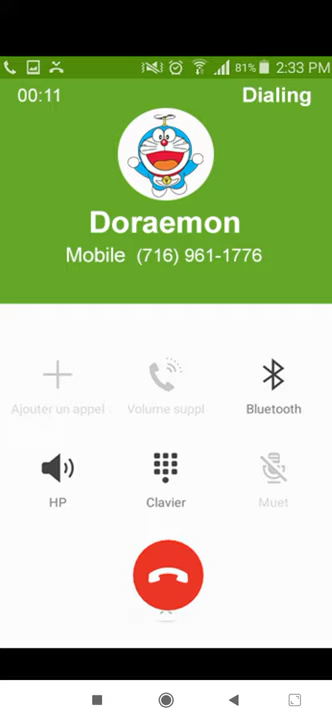 81% 2:33 PM
00:11 Dialing
Doraemon
Mobile (716) 961-1776
Ajouter un appel Volume suppl Bluetooth
HP Clavier Muet